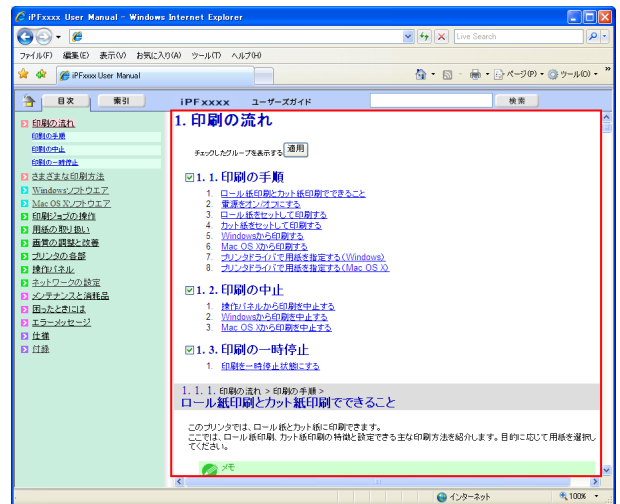 iPFxxxx User Manual - Windows Internet Explorer
Live Search
ファイル(F) 編集(E) 表示(V) お気に入り(A) ツール(T) ヘルプ(H)
iPFxxxx User Manual
ページ(P) ツール(O)
目次 索引 iPFxxxx ユーザーズガイド 検索
印刷の流れ
印刷の手順
印刷の中止
印刷の一時停止
さまざまな印刷方法
Windowsソフトウエア
Mac OS Xソフトウエア
印刷ジョブの操作
用紙の取り扱い
画質の調整と改善
プリンタの各部
操作パネル
ネットワークの設定
メンテナンスと消耗品
困ったときには
エラーメッセージ
仕様
付録
1. 印刷の流れ
チェックしたグループを表示する 適用
1. 1. 印刷の手順
1. ロール紙印刷とカット紙印刷でできること
2. 電源をオン/オフにする
3. ロール紙をセットして印刷する
4. カット紙をセットして印刷する
5. Windowsから印刷する
6. Mac OS Xから印刷する
7. プリンタドライバで用紙を指定する(Windows)
8. プリンタドライバで用紙を指定する(Mac OS X)
1. 2. 印刷の中止
1. 操作パネルから印刷を中止する
2. Windowsから印刷を中止する
3. Mac OS Xから印刷を中止する
1. 3. 印刷の一時停止
1. 印刷を一時停止状態にする
1. 1. 1. 印刷の流れ > 印刷の手順 >
ロール紙印刷とカット紙印刷でできること
このプリンタでは、ロール紙とカット紙に印刷できます。
ここでは、ロール紙印刷、カット紙印刷の特徴と設定できる主な印刷方法を紹介します。目的に応じて用紙を選択し
てください。
メモ
インターネット 100%